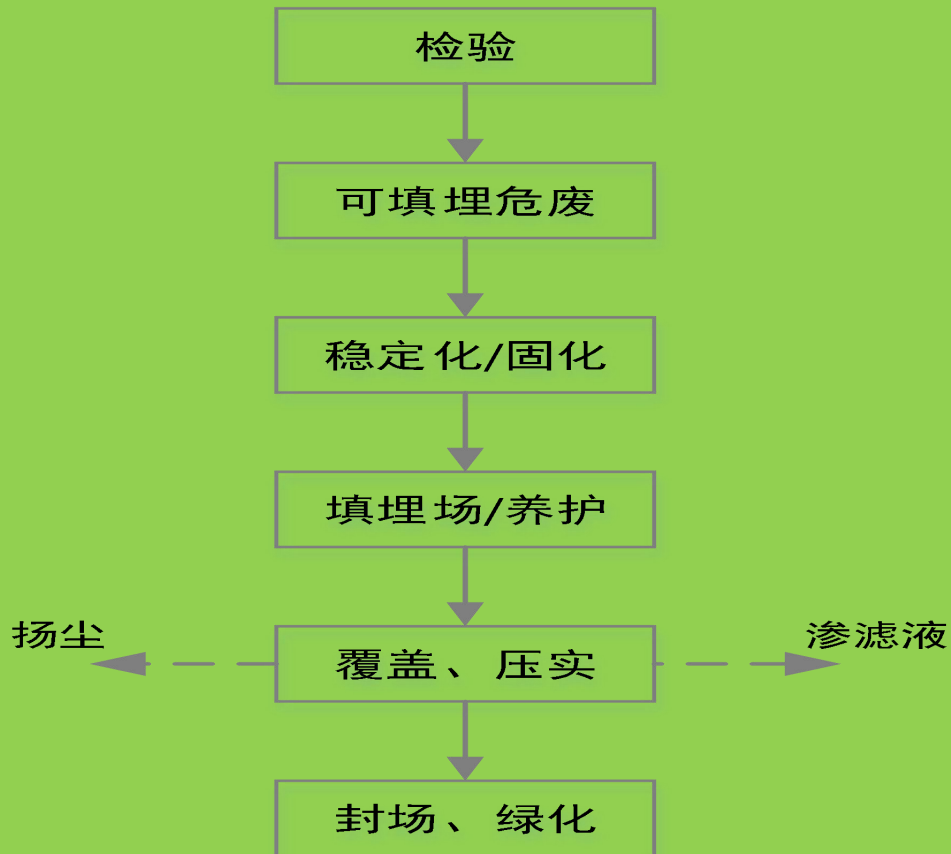 检验
可填埋危废
稳定化/固化
填埋场/养护
扬尘
渗滤液
覆盖、压实
封场、绿化